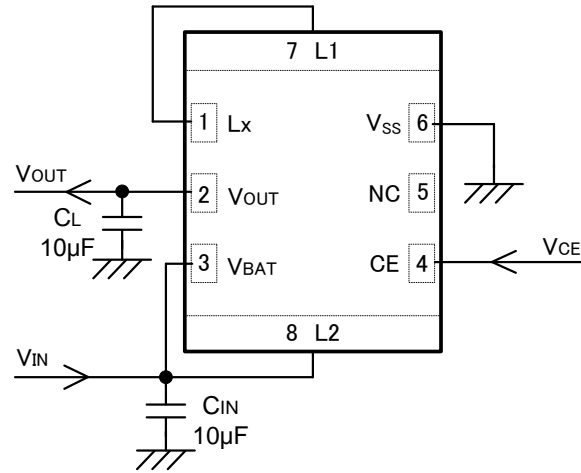 7 L1
1 Lx
VSS 6
VOUT
2 VOUT
NC 5
CL
10µF
3 VBAT
CE 4
VCE
8 L2
VIN
CIN
10µF